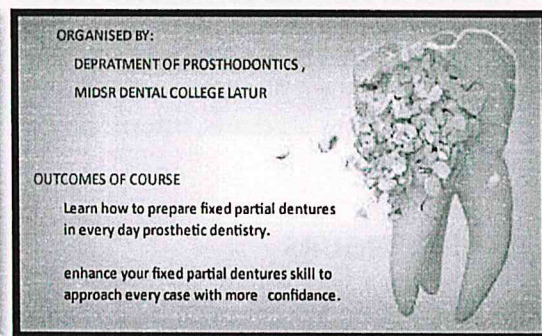 ORGANISED BY:
DEPRATMENT OF PROSTHODONTICS ,
MIDSR DENTAL COLLEGE LATUR
OUTCOMES OF COURSE
Learn how to prepare fixed partial dentures
in every day prosthetic dentistry.
enhance your fixed partial dentures skill to
approach every case with more confidance.